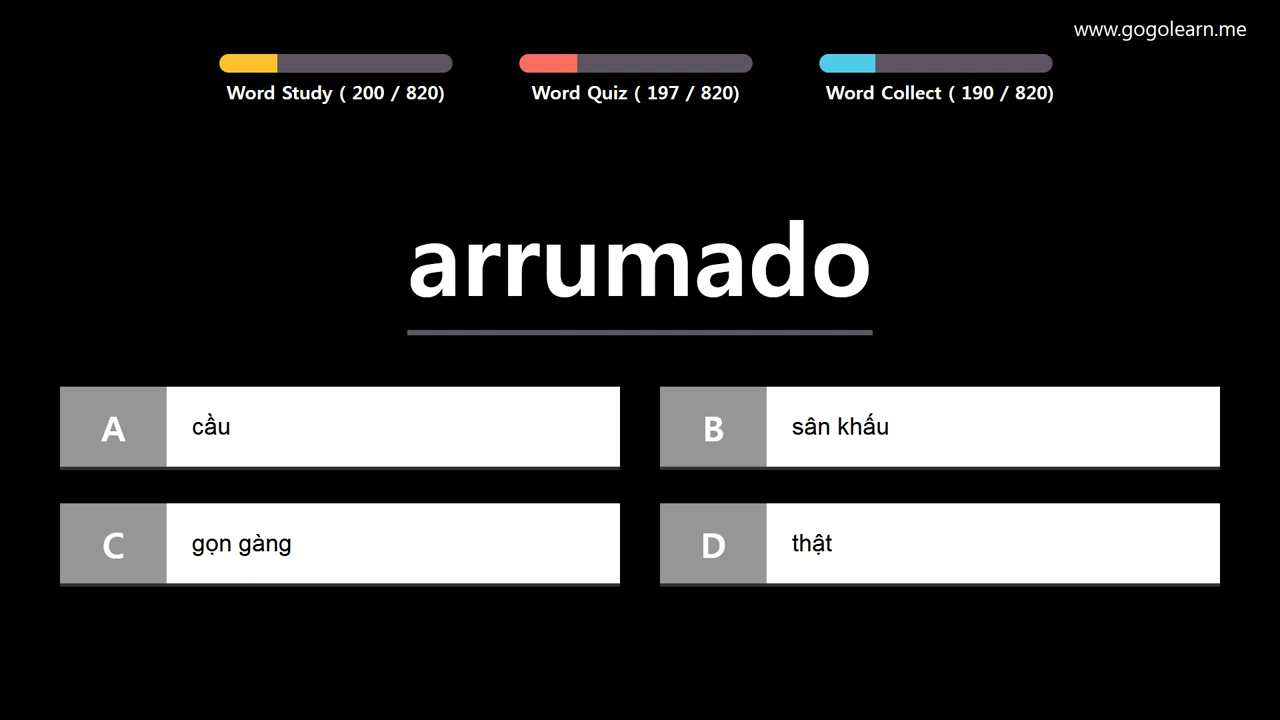 www.gogolearn.me
Word Study ( 200 / 820)
Word Quiz ( 197 / 820)
Word Collect ( 190 / 820)
arrumado
A cầu
B sân khấu
C gọn gàng
D thật